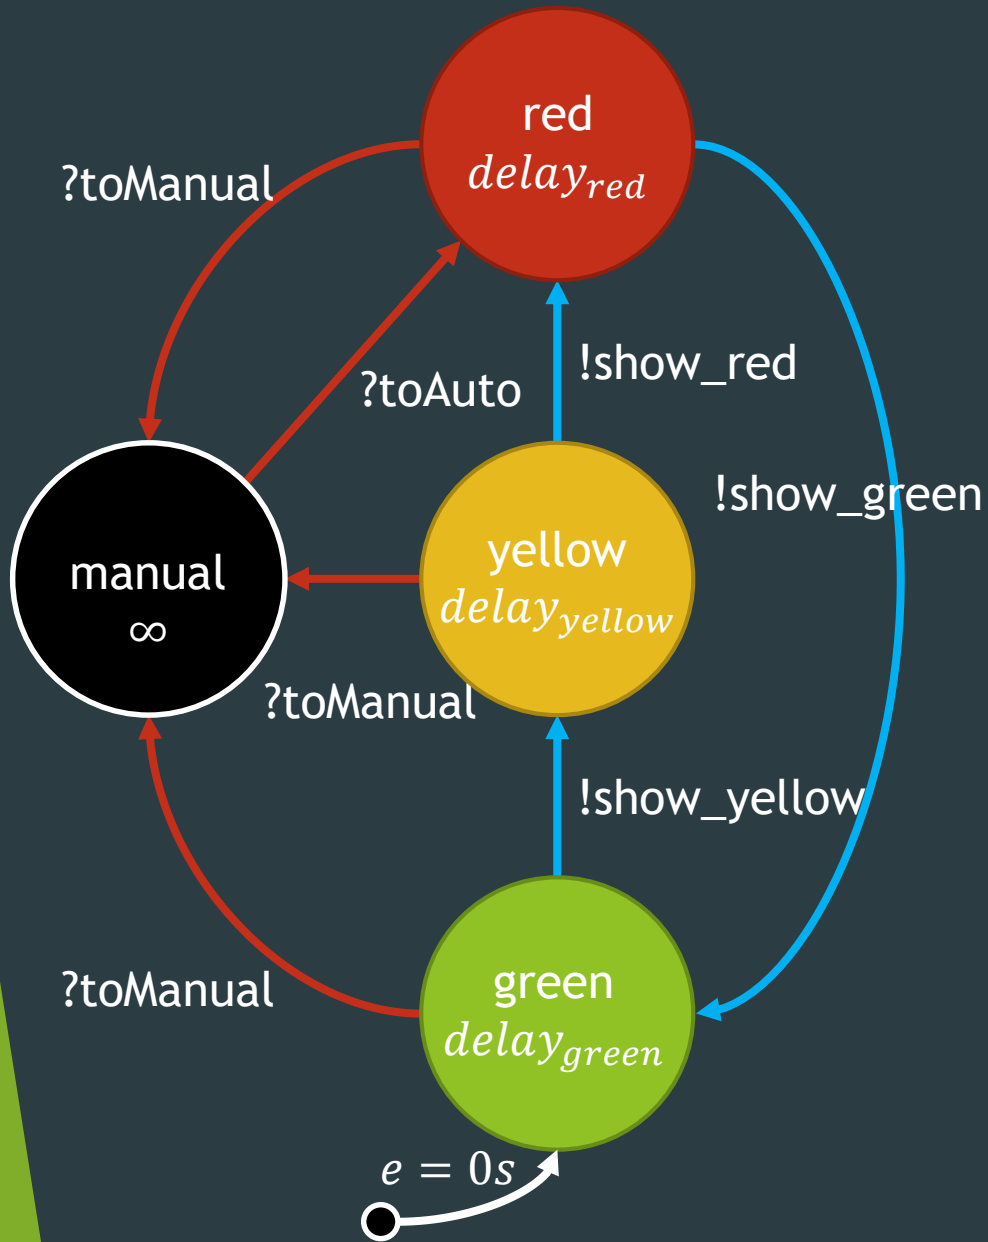 red
delay_red
?toManual
!show_red
?toAuto
!show_green
yellow
delay_yellow
manual
∞
?toManual
!show_yellow
green
delay_green
?toManual
e = 0s